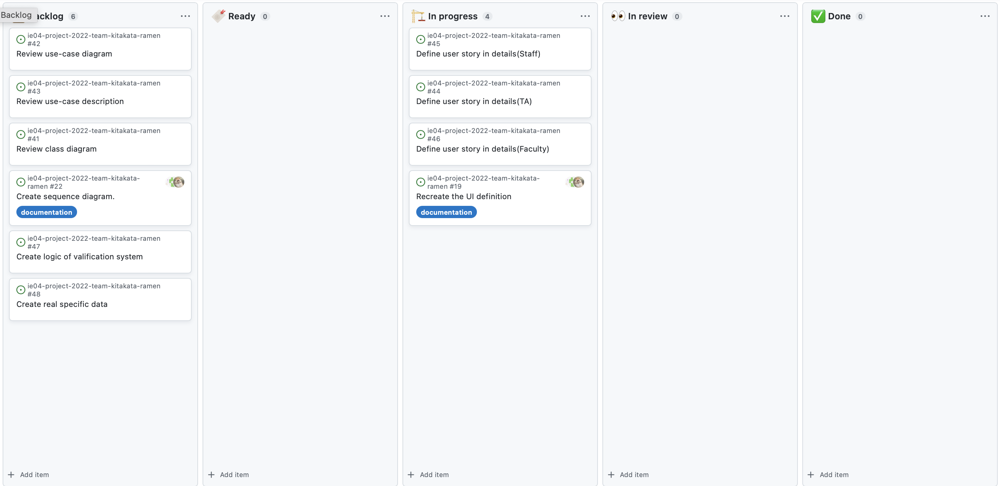 Backlog
acklog 6
ie04-project-2022-team-kitakata-ramen
#42
Review use-case diagram
ie04-project-2022-team-kitakata-ramen
#43
Review use-case description
ie04-project-2022-team-kitakata-ramen
#41
Review class diagram
ie04-project-2022-team-kitakata-
ramen #22
Create sequence diagram.
documentation
ie04-project-2022-team-kitakata-ramen
#47
Create logic of valification system
ie04-project-2022-team-kitakata-ramen
#48
Create real specific data
+ Add item
Ready 0
+ Add item
In progress 4
ie04-project-2022-team-kitakata-ramen
#45
Define user story in details(Staff)
ie04-project-2022-team-kitakata-ramen
#44
Define user story in details(TA)
ie04-project-2022-team-kitakata-ramen
#46
Define user story in details(Faculty)
ie04-project-2022-team-kitakata-
ramen #19
Recreate the UI definition
documentation
+ Add item
In review 0
+ Add item
Done 0
+ Add item